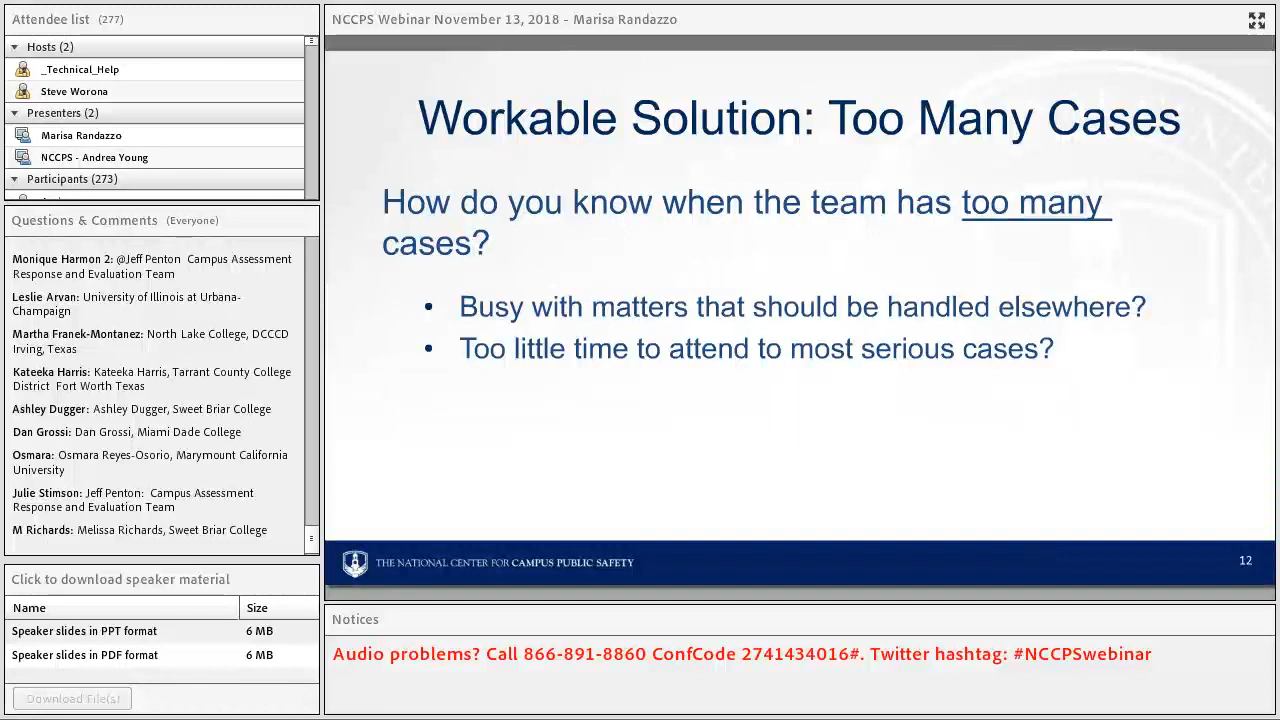 Attendee list (277)
Hosts (2)
_Technical_Help
Steve Worona
Presenters (2)
Marisa Randazzo
NCCPS - Andrea Young
Participants (273)
Questions & Comments (Everyone)
Monique Harmon 2: @Jeff Penton Campus Assessment
Response and Evaluation Team
Leslie Arvan: University of Illinois at Urbana-
Champaign
Martha Franek-Montanez: North Lake College, DCCCD
Irving, Texas
Kateeka Harris: Kateeka Harris, Tarrant County College
District Fort Worth Texas
Ashley Dugger: Ashley Dugger, Sweet Briar College
Dan Grossi: Dan Grossi, Miami Dade College
Osmara: Osmara Reyes-Osorio, Marymount California
University
Julie Stimson: Jeff Penton: Campus Assessment
Response and Evaluation Team
M Richards: Melissa Richards, Sweet Briar College
Click to download speaker material
Name Size
Speaker slides in PPT format 6 MB
Speaker slides in PDF format 6 MB
Download File(s)
NCCPS Webinar November 13, 2018 - Marisa Randazzo
Workable Solution: Too Many Cases
How do you know when the team has too many
cases?
• Busy with matters that should be handled elsewhere?
• Too little time to attend to most serious cases?
THE NATIONAL CENTER FOR CAMPUS PUBLIC SAFETY
12
Notices
Audio problems? Call 866-891-8860 ConfCode 2741434016#. Twitter hashtag: #NCCPSwebinar